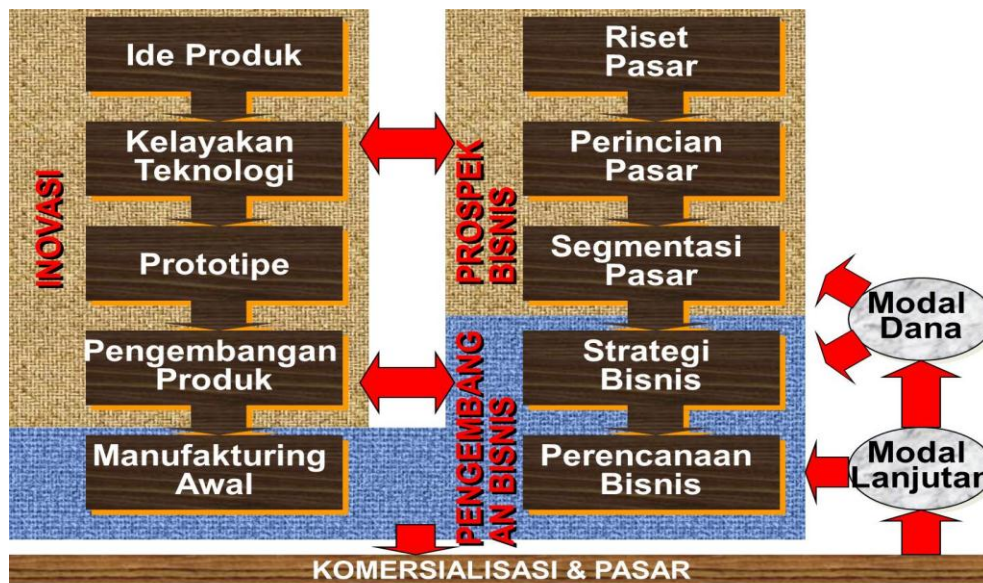 Ide Produk
Kelayakan
Teknologi
Prototipe
Pengembangan
Produk
Manufakturing
Awal
INOVASI
Riset
Pasar
Perincian
Pasar
Segmentasi
Pasar
Strategi
Bisnis
Perencanaan
Bisnis
PROSPEK
BISNIS
PENGEMBANG
AN BISNIS
Modal
Dana
Modal
Lanjutan
KOMERSIALISASI & PASAR